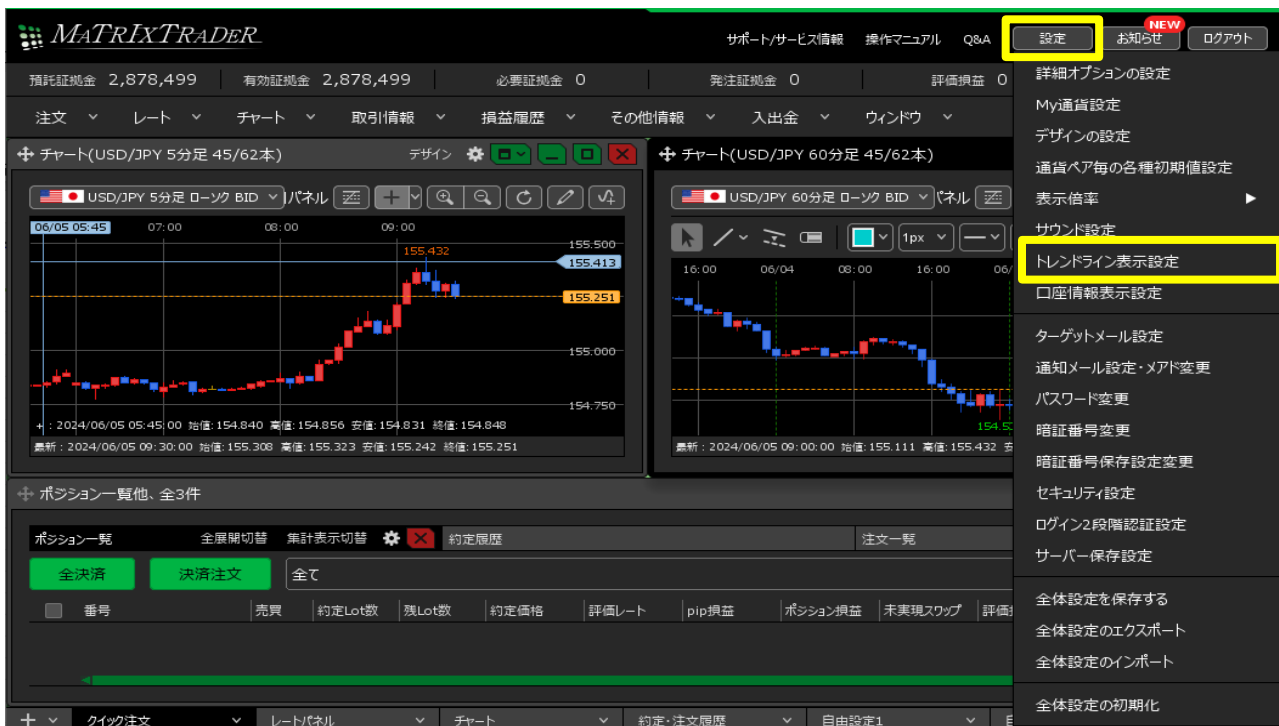 MATRIXTRADER
サポート/サービス情報 操作マニュアル Q&A 設定 お知らせ NEW ログアウト
預託証拠金 2,878,499 有効証拠金 2,878,499 必要証拠金 0 発注証拠金 0 評価損益 0
注文 レート チャート 取引情報 損益履歴 その他情報 入出金 ウィンドウ
詳細オプションの設定
My通貨設定
デザインの設定
通貨ペア毎の各種初期値設定
表示倍率
サウンド設定
トレンドライン表示設定
口座情報表示設定
ターゲットメール設定
通知メール設定・メアド変更
パスワード変更
暗証番号変更
暗証番号保存設定変更
セキュリティ設定
ログイン2段階認証設定
サーバー保存設定
全体設定を保存する
全体設定のエクスポート
全体設定のインポート
全体設定の初期化
チャート(USD/JPY 5分足 45/62本) デザイン
USD/JPY 5分足 ローソク BID パネル
06/05 05:45 07:00 08:00 09:00
155.432
155.500
155.413
155.251
155.000
154.750
+ : 2024/06/05 05:45:00 始値:154.840 高値:154.856 安値:154.831 終値:154.848
最新 : 2024/06/05 09:30:00 始値:155.308 高値:155.323 安値:155.242 終値:155.251
チャート(USD/JPY 60分足 45/62本)
USD/JPY 60分足 ローソク BID パネル
1px
16:00 06/04 08:00 16:00 06/
154.5
最新 : 2024/06/05 09:00:00 始値:155.111 高値:155.432
ポジション一覧他、全3件
ポジション一覧 全展開切替 集計表示切替 約定履歴 注文一覧
全決済 決済注文 全て
番号 売買 約定Lot数 残Lot数 約定価格 評価レート pip損益 ポジション損益 未実現スワップ 評価
クイック注文 レートパネル チャート 約定・注文履歴 自由設定1